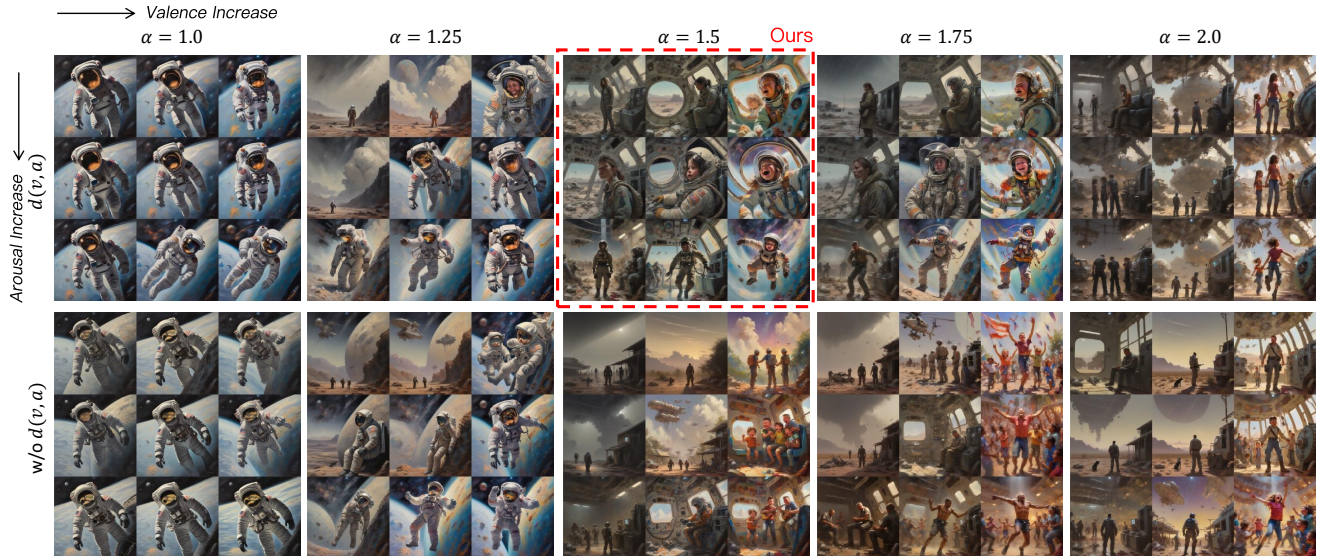 Valence Increase
α = 1.0
α = 1.25
α = 1.5
Ours
α = 1.75
α = 2.0
Arousal Increase
d(v, a)
w/o d(v, a)